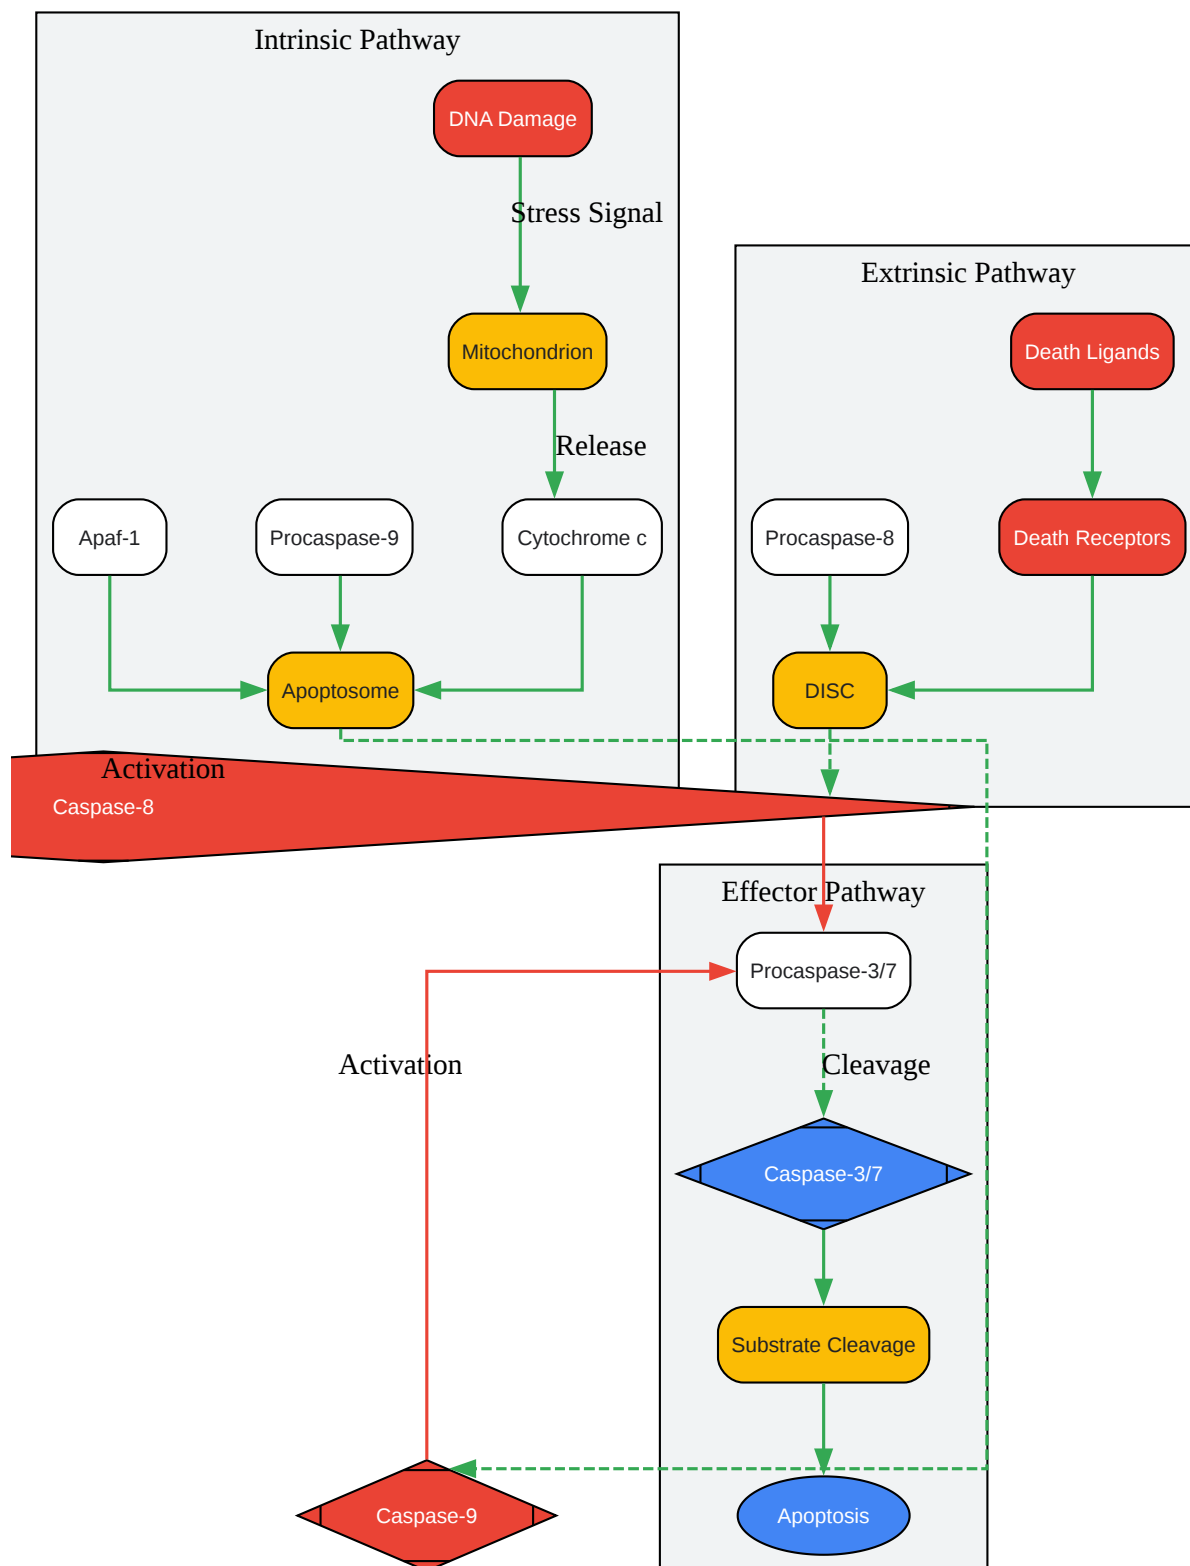 Intrinsic Pathway
DNA Damage
Stress Signal
Extrinsic Pathway
Mitochondrion
Death Ligands
Release
Apaf-1
Procaspase-9
Cytochrome c
Procaspase-8
Death Receptors
Apoptosome
DISC
Activation
Caspase-8
Effector Pathway
Procaspase-3/7
Activation
Cleavage
Caspase-3/7
Substrate Cleavage
Caspase-9
Apoptosis